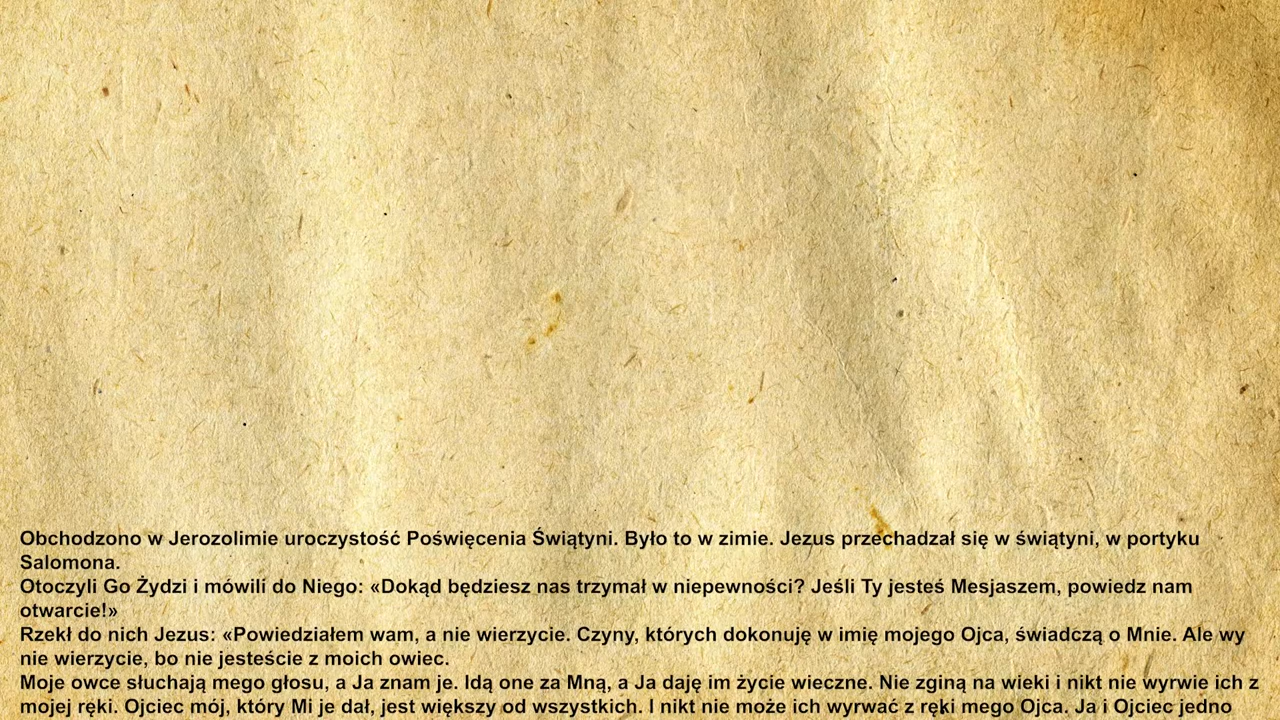 Obchodzono w Jerozolimie uroczystość Poświęcenia Świątyni. Było to w zimie. Jezus przechadzał się w świątyni, w portyku
Salomona.
Otoczyli Go Żydzi i mówili do Niego: «Dokąd będziesz nas trzymał w niepewności? Jeśli Ty jesteś Mesjaszem, powiedz nam
otwarcie!»
Rzekł do nich Jezus: «Powiedziałem wam, a nie wierzycie. Czyny, których dokonuję w imię mojego Ojca, świadczą o Mnie. Ale wy
nie wierzycie, bo nie jesteście z moich owiec.
Moje owce słuchają mego głosu, a Ja znam je. Idą one za Mną, a Ja daję im życie wieczne. Nie zginą na wieki i nikt nie wyrwie ich z
mojej ręki. Ojciec mój, który Mi je dał, jest większy od wszystkich. I nikt nie może ich wyrwać z ręki mego Ojca. Ja i Ojciec jedno